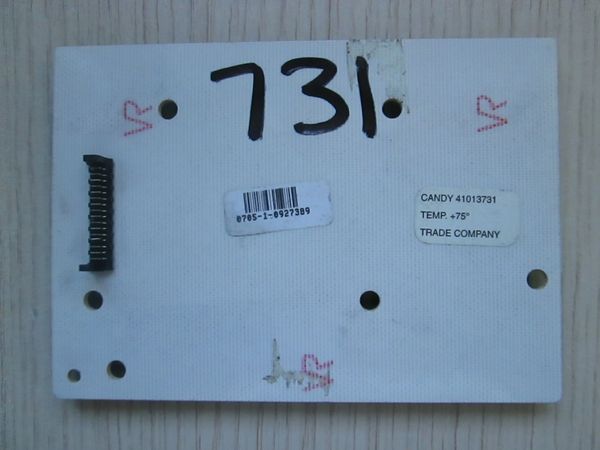 731
VR
VR
0705-1-0927389
CANDY 41013731
TEMP. +75°
TRADE COMPANY
VR